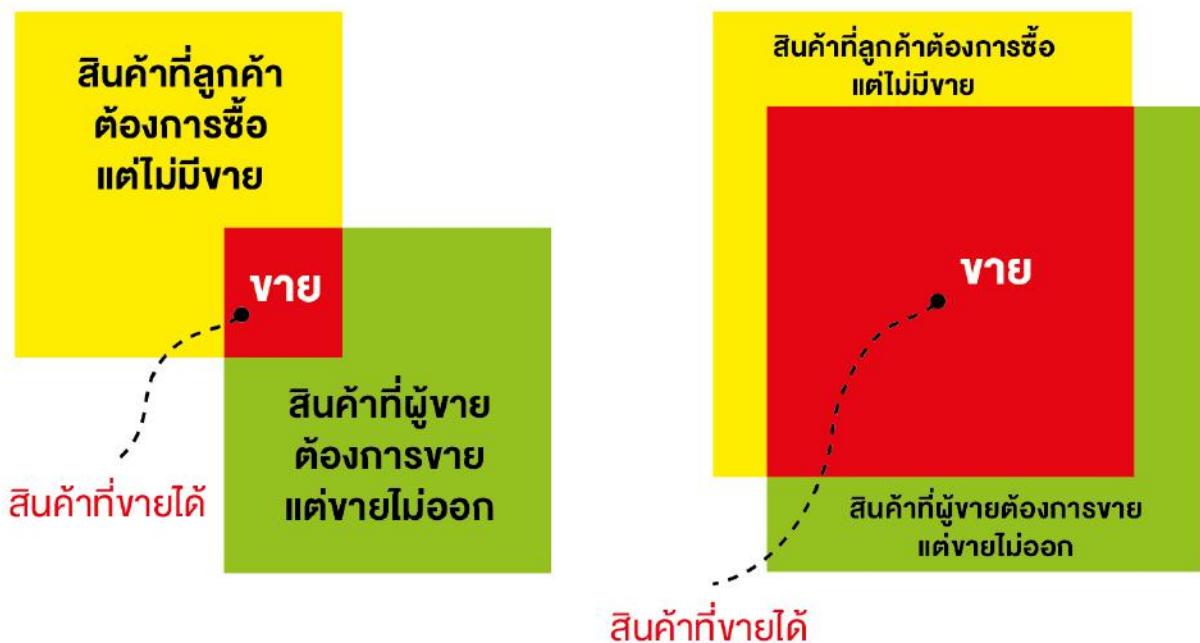 สินค้าที่ลูกค้า
ต้องการซื้อ
แต่ไม่มีขาย
ขาย
สินค้าที่ผู้ขาย
ต้องการขาย
แต่ขายไม่ออก
สินค้าที่ขายได้
สินค้าที่ลูกค้าต้องการซื้อ
แต่ไม่มีขาย
ขาย
สินค้าที่ผู้ขายต้องการขาย
แต่ขายไม่ออก
สินค้าที่ขายได้